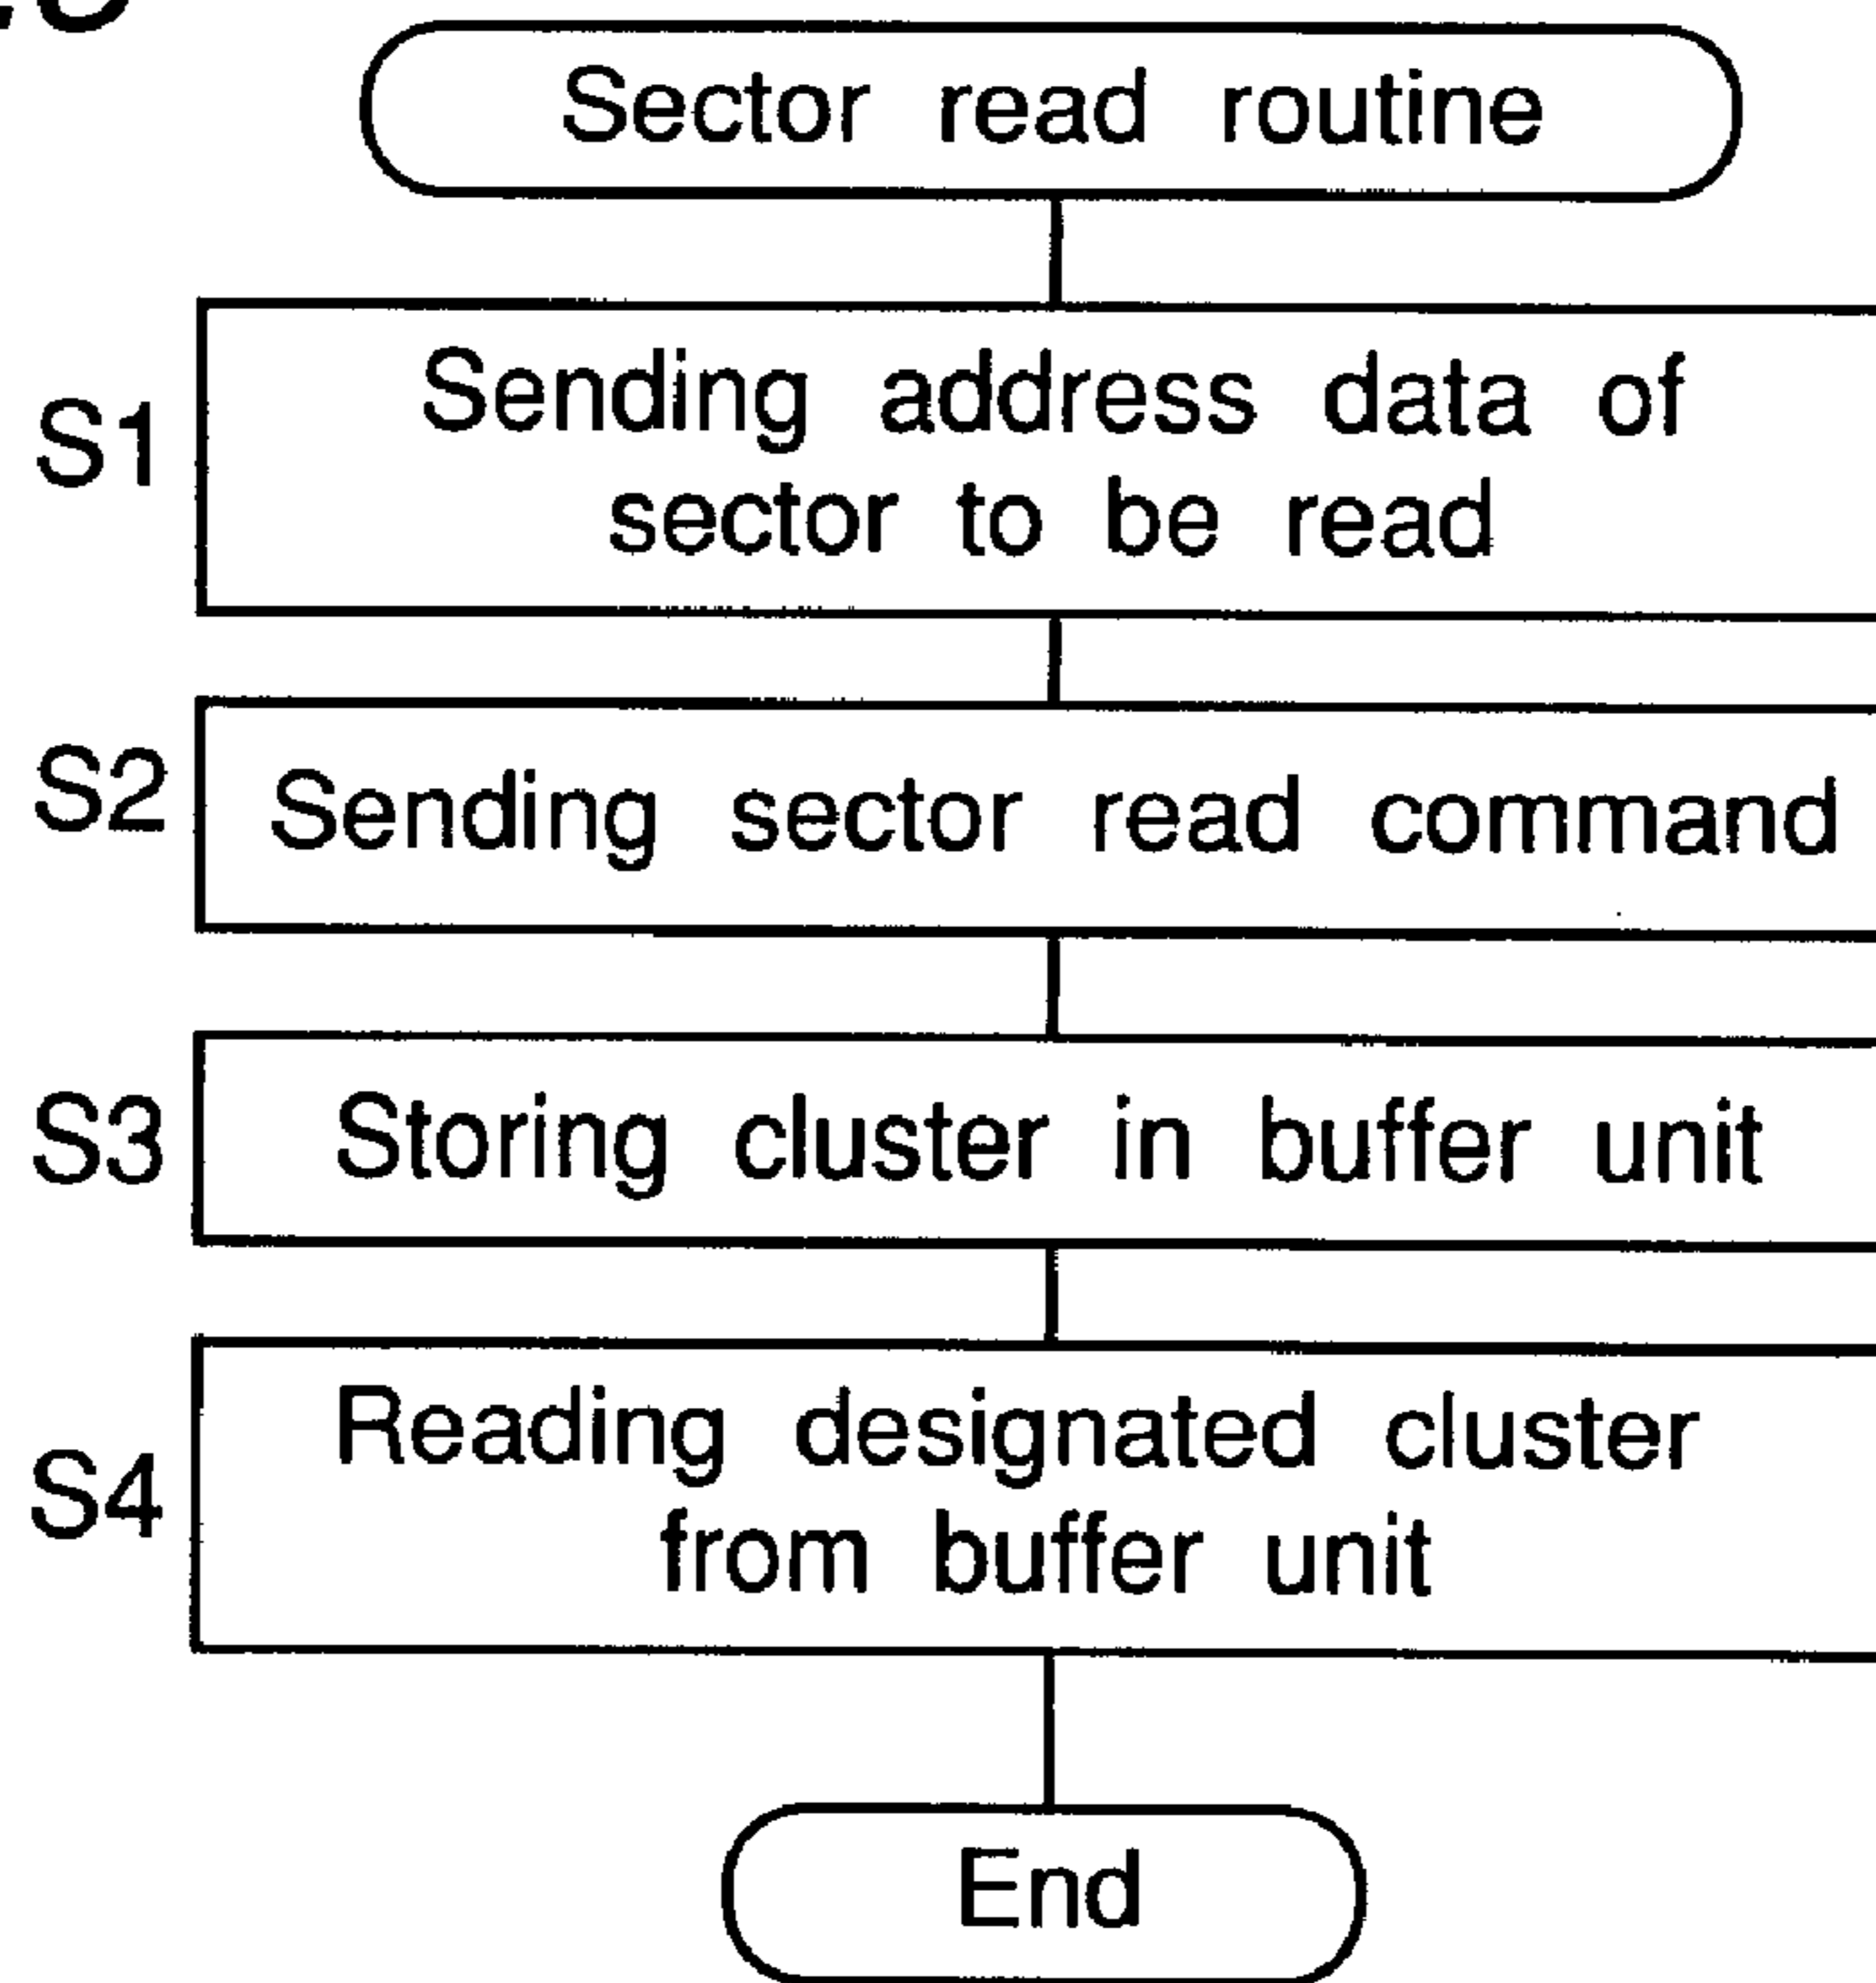 Sector read routine
S1
Sending address data of
sector to be read
S2
Sending sector read command
S3
Storing cluster in buffer unit
S4
Reading designated cluster
from buffer unit
End